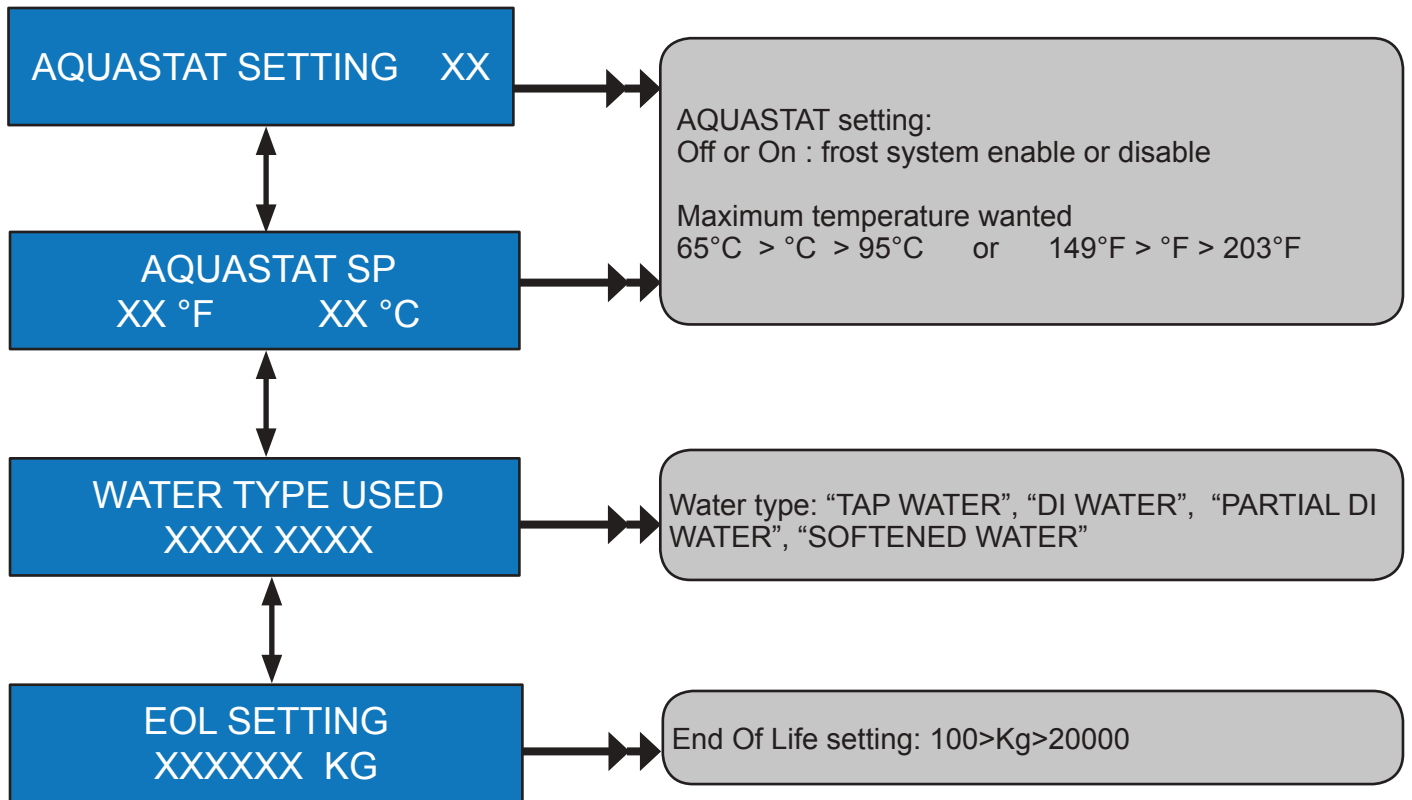 AQUASTAT SETTING XX
AQUASTAT setting:
Off or On : frost system enable or disable
Maximum temperature wanted
65°C > °C > 95°C or 149°F > °F > 203°F
AQUASTAT SP
XX °F XX °C
WATER TYPE USED
XXXX XXXX
Water type: “TAP WATER”, “DI WATER”, “PARTIAL DI
WATER”, “SOFTENED WATER”
EOL SETTING
XXXXXX KG
End Of Life setting: 100>Kg>20000